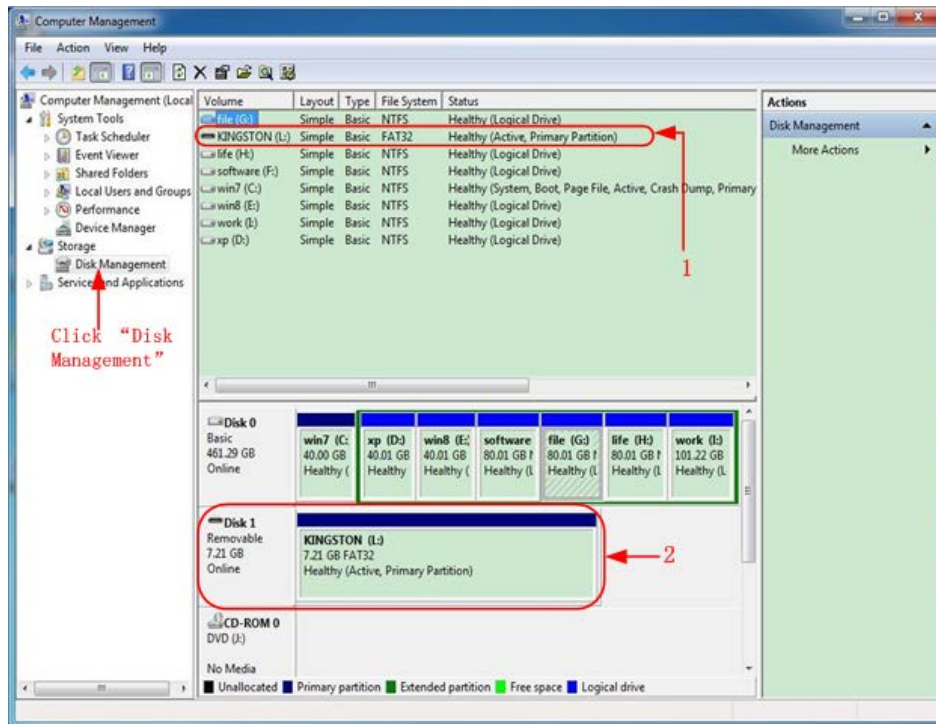 Computer Management
File Action View Help
Computer Management (Local
System Tools
Task Scheduler
Event Viewer
Shared Folders
Local Users and Groups
Performance
Device Manager
Storage
Disk Management
Services and Applications
Click “Disk
Management”
Volume Layout Type File System Status
file (G:) Simple Basic NTFS Healthy (Logical Drive)
KINGSTON (L:) Simple Basic FAT32 Healthy (Active, Primary Partition)
life (H:) Simple Basic NTFS Healthy (Logical Drive)
software (F:) Simple Basic NTFS Healthy (Logical Drive)
win7 (C:) Simple Basic NTFS Healthy (System, Boot, Page File, Active, Crash Dump, Primary
win8 (E:) Simple Basic NTFS Healthy (Logical Drive)
work (I:) Simple Basic NTFS Healthy (Logical Drive)
xp (D:) Simple Basic NTFS Healthy (Logical Drive)
1
Disk 0
Basic
461.29 GB
Online
win7 (C: xp (D:) win8 (E: software file (G:) life (H:) work (I:)
40.00 GB 40.01 GB 40.01 GB 80.01 GB 80.01 GB 80.01 GB 101.22 GB
Healthy ( Healthy Healthy ( Healthy (L Healthy (L Healthy (L Healthy (L
Disk 1
Removable
7.21 GB
Online
KINGSTON (L:)
7.21 GB FAT32
Healthy (Active, Primary Partition)
2
CD-ROM 0
DVD (J:)
No Media
Unallocated Primary partition Extended partition Free space Logical drive
Actions
Disk Management
More Actions